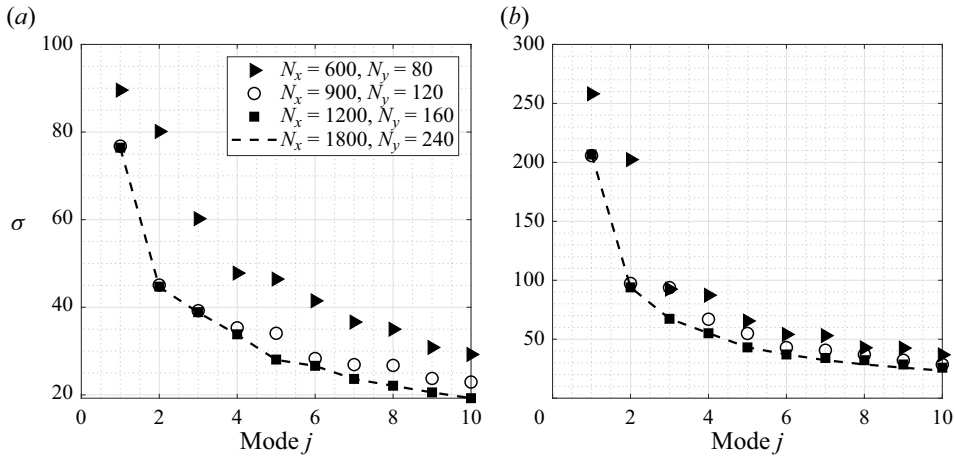 (a)
(b)
100
80
60
40
20
σ
N_x = 600, N_y = 80
N_x = 900, N_y = 120
N_x = 1200, N_y = 160
N_x = 1800, N_y = 240
0 2 4 6 8 10
Mode j
300
250
200
150
100
50
0 2 4 6 8 10
Mode j